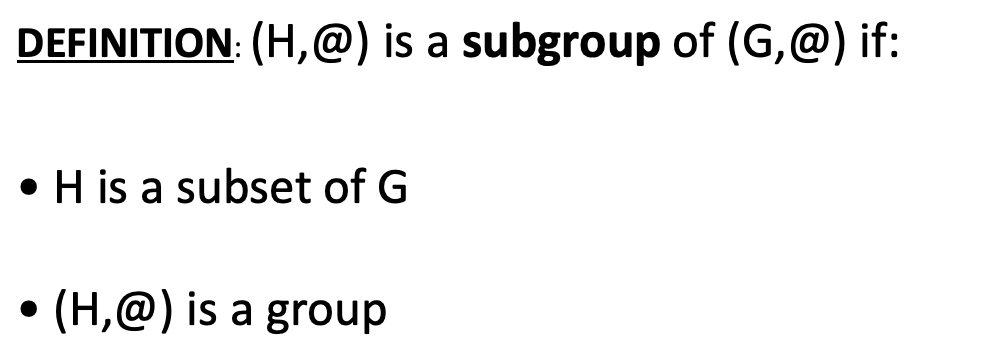 DEFINITION: (H,@) is a subgroup of (G,@) if:
• H is a subset of G
• (H,@) is a group